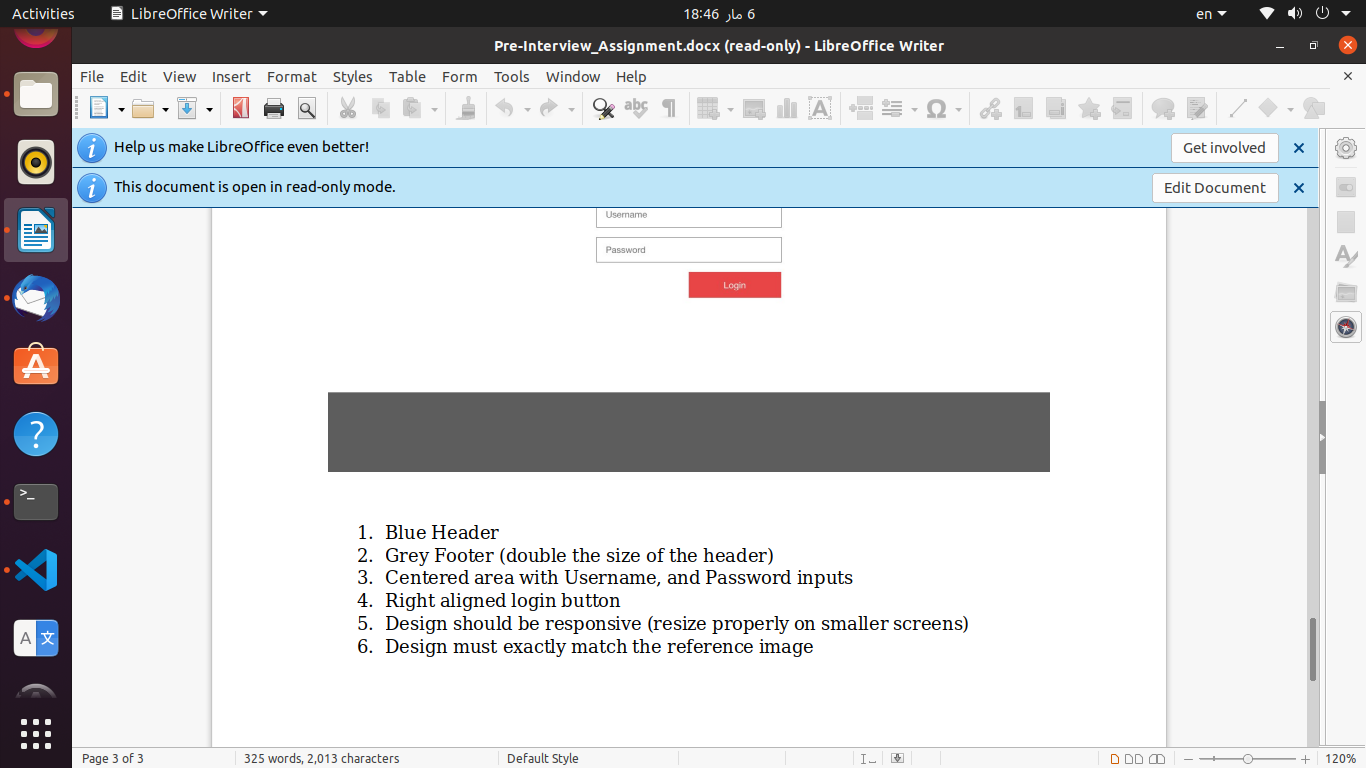 Activities
LibreOffice Writer
6 مار 18:46
en
Pre-Interview_Assignment.docx (read-only) - LibreOffice Writer
File Edit View Insert Format Styles Table Form Tools Window Help
Help us make LibreOffice even better!
Get involved
This document is open in read-only mode.
Edit Document
Username
Password
Login
1. Blue Header
2. Grey Footer (double the size of the header)
3. Centered area with Username, and Password inputs
4. Right aligned login button
5. Design should be responsive (resize properly on smaller screens)
6. Design must exactly match the reference image
Page 3 of 3
325 words, 2,013 characters
Default Style
120%